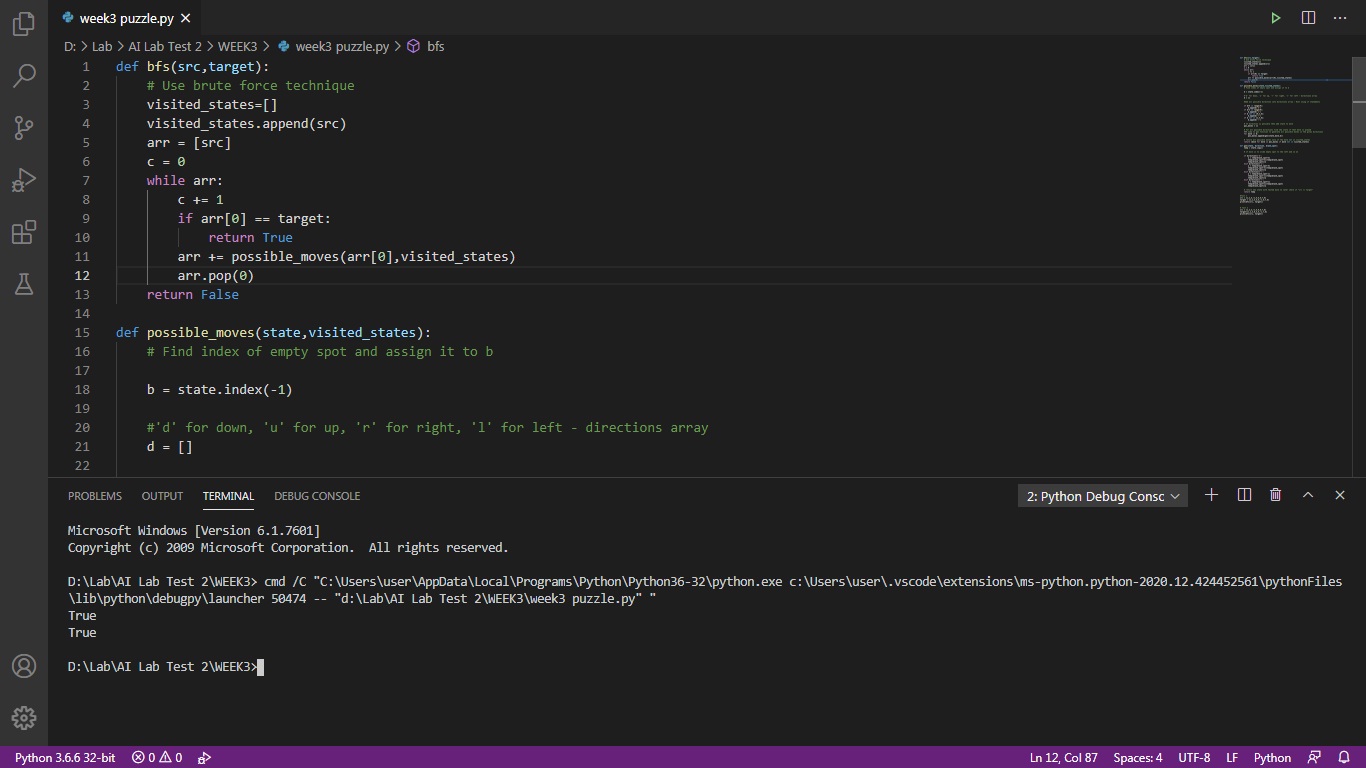 week3 puzzle.py
D: > Lab > AI Lab Test 2 > WEEK3 > week3 puzzle.py > bfs
1 def bfs(src,target):
2     # Use brute force technique
3     visited_states=[]
4     visited_states.append(src)
5     arr = [src]
6     c = 0
7     while arr:
8         c += 1
9         if arr[0] == target:
10             return True
11         arr += possible_moves(arr[0],visited_states)
12         arr.pop(0)
13     return False
14
15 def possible_moves(state,visited_states):
16     # Find index of empty spot and assign it to b
17
18     b = state.index(-1)
19
20     #'d' for down, 'u' for up, 'r' for right, 'l' for left - directions array
21     d = []
22
PROBLEMS OUTPUT TERMINAL DEBUG CONSOLE 2: Python Debug Consc
Microsoft Windows [Version 6.1.7601]
Copyright (c) 2009 Microsoft Corporation.  All rights reserved.
D:\Lab\AI Lab Test 2\WEEK3> cmd /C "C:\Users\user\AppData\Local\Programs\Python\Python36-32\python.exe c:\Users\user\.vscode\extensions\ms-python.python-2020.12.424452561\pythonFiles
\lib\python\debugpy\launcher 50474 -- "d:\Lab\AI Lab Test 2\WEEK3\week3 puzzle.py" "
True
True
D:\Lab\AI Lab Test 2\WEEK3>
Python 3.6.6 32-bit 0 0 Ln 12, Col 87 Spaces: 4 UTF-8 LF Python